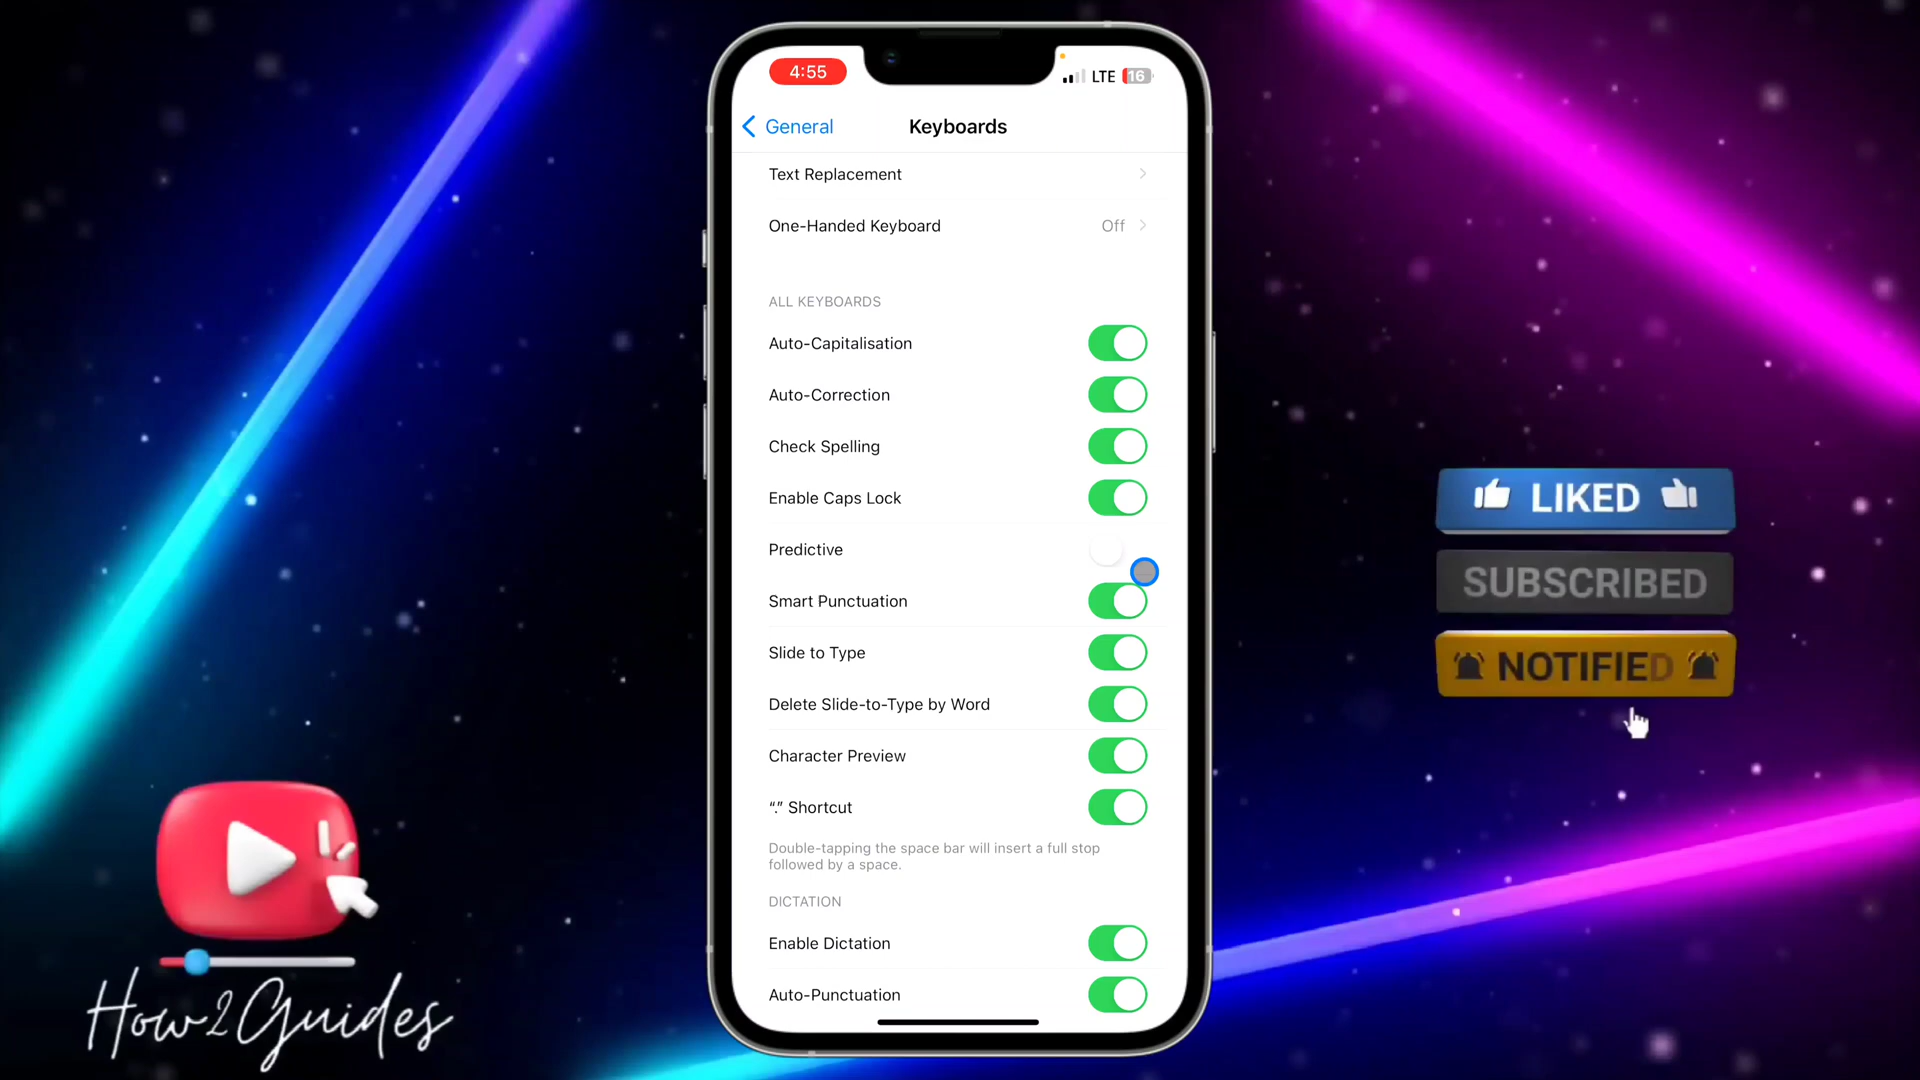 4:55
LTE 16
General
Keyboards
Text Replacement
One-Handed Keyboard Off
ALL KEYBOARDS
Auto-Capitalisation
Auto-Correction
Check Spelling
Enable Caps Lock
Predictive
Smart Punctuation
Slide to Type
Delete Slide-to-Type by Word
Character Preview
“.” Shortcut
Double-tapping the space bar will insert a full stop
followed by a space.
DICTATION
Enable Dictation
Auto-Punctuation
LIKED
SUBSCRIBED
NOTIFIED
How2Guides